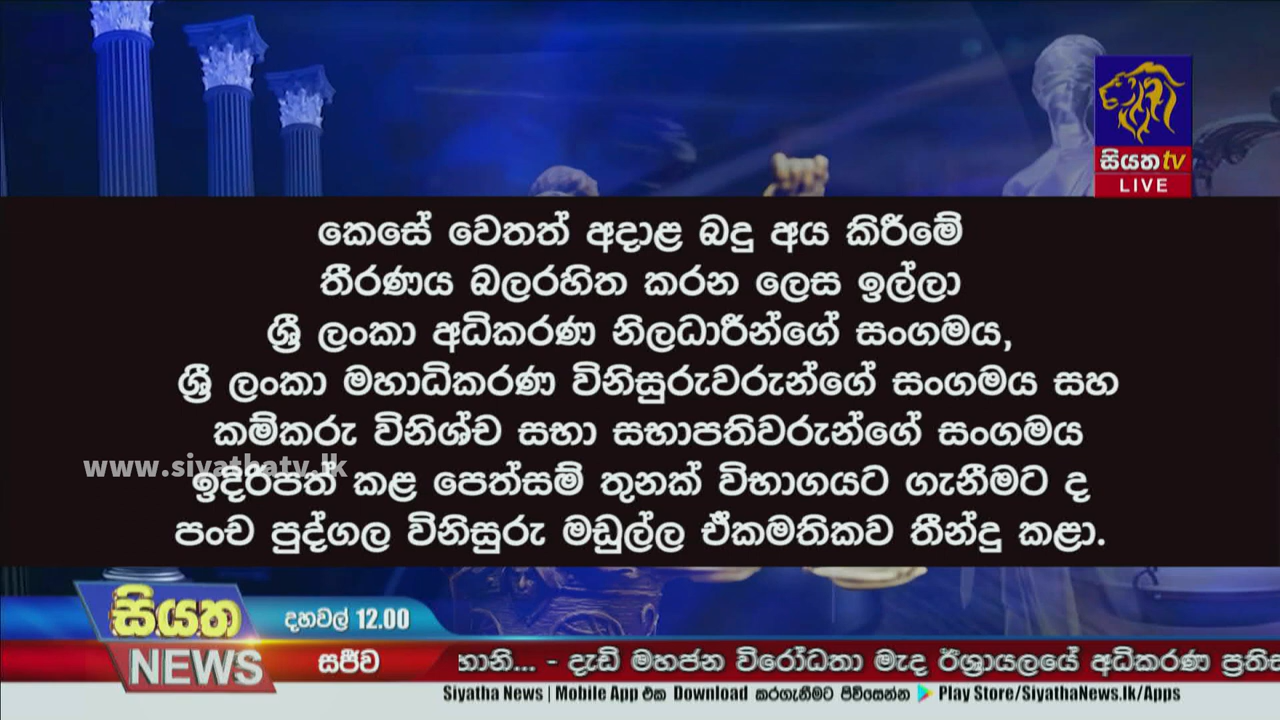 සියත tv
LIVE
කෙසේ වෙතත් අදාළ බදු අය කිරීමේ
තීරණය බලරහිත කරන ලෙස ඉල්ලා
ශ්‍රී ලංකා අධිකරණ නිලධාරීන්ගේ සංගමය,
ශ්‍රී ලංකා මහාධිකරණ විනිසුරුවරුන්ගේ සංගමය සහ
කම්කරු විනිශ්ච සභා සභාපතිවරුන්ගේ සංගමය
www.siyathatv.lk
ඉදිරිපත් කළ පෙත්සම් තුනක් විභාගයට ගැනීමට ද
පංච පුද්ගල විනිසුරු මඩුල්ල ඒකමතිකව තීන්දු කළා.
සියත
NEWS
දහවල් 12.00
සජීව
හානි... - දැඩි මහජන විරෝධතා මැද ඊශ්‍රායලයේ අධිකරණ
Siyatha News | Mobile App එක Download කරගැනීමට පිවිසෙන්න Play Store/SiyathaNews.lk/Apps